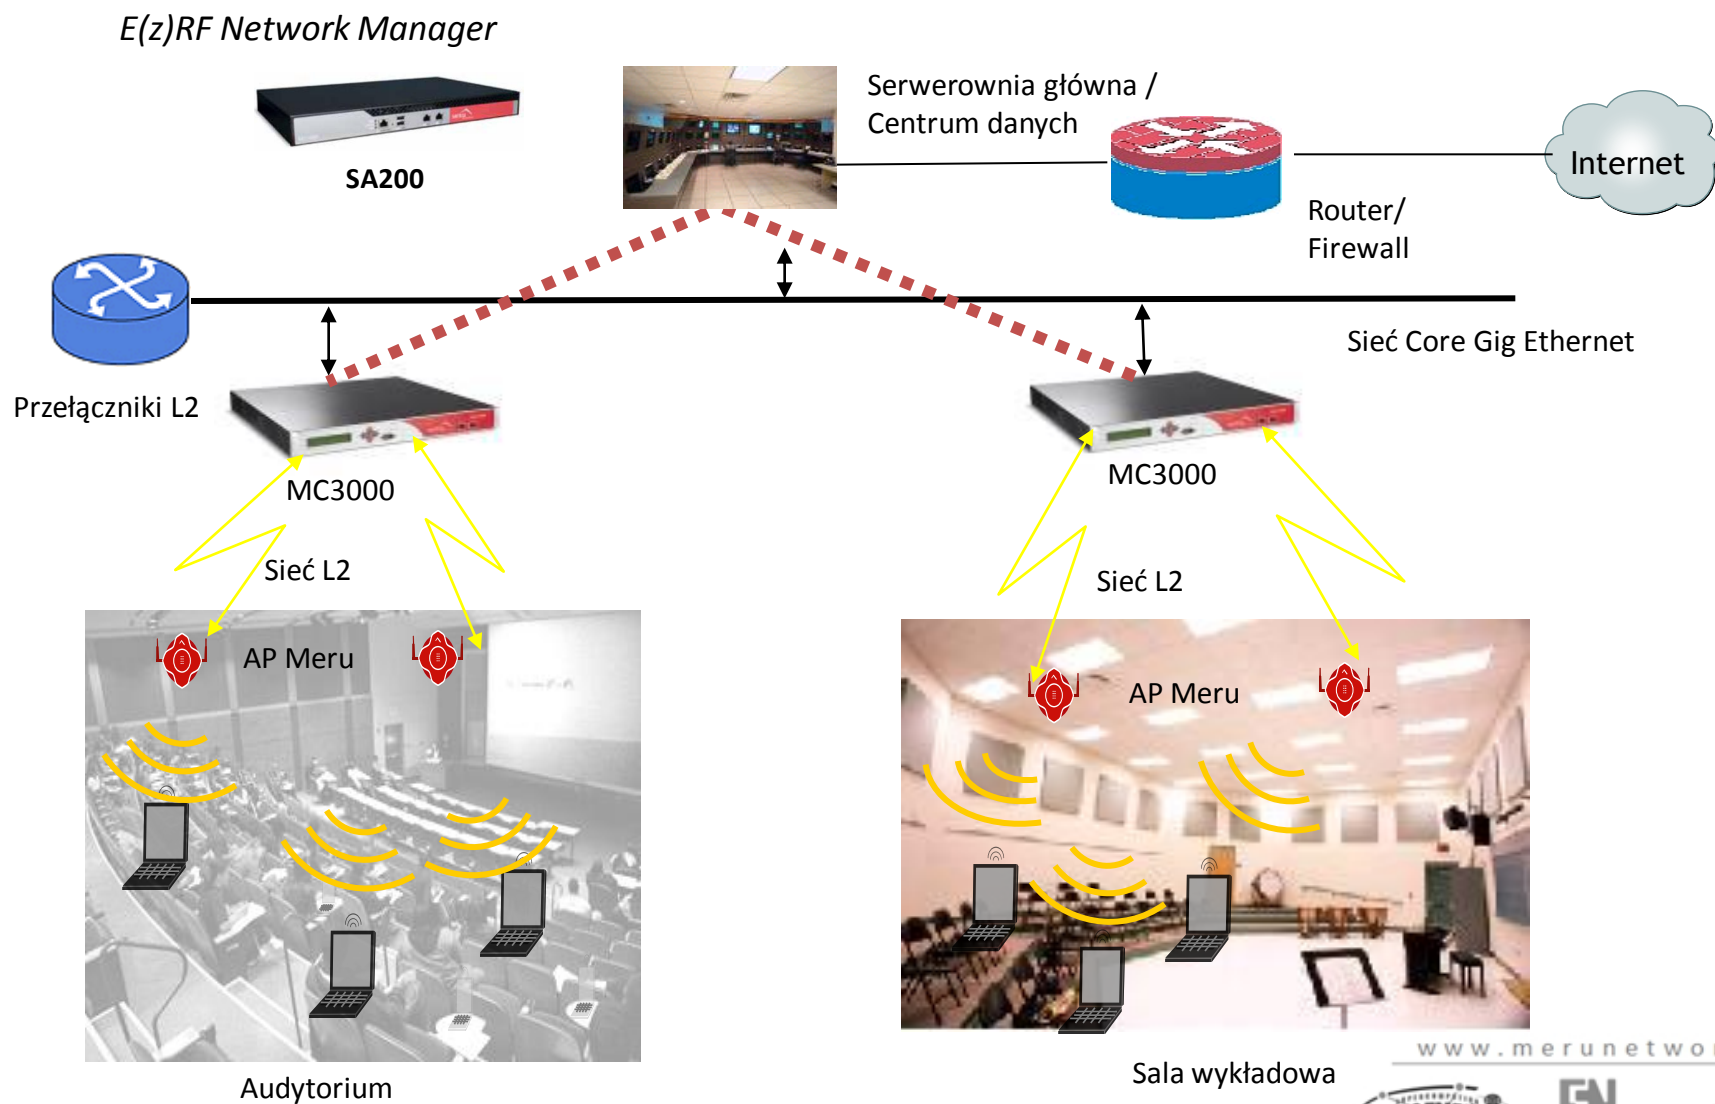 E(z)RF Network Manager
SA200
Serwerownia główna /
Centrum danych
Internet
Router/
Firewall
Sieć Core Gig Ethernet
Przełączniki L2
MC3000
MC3000
Sieć L2
Sieć L2
AP Meru
AP Meru
Audytorium
Sala wykładowa
www.merunetwo